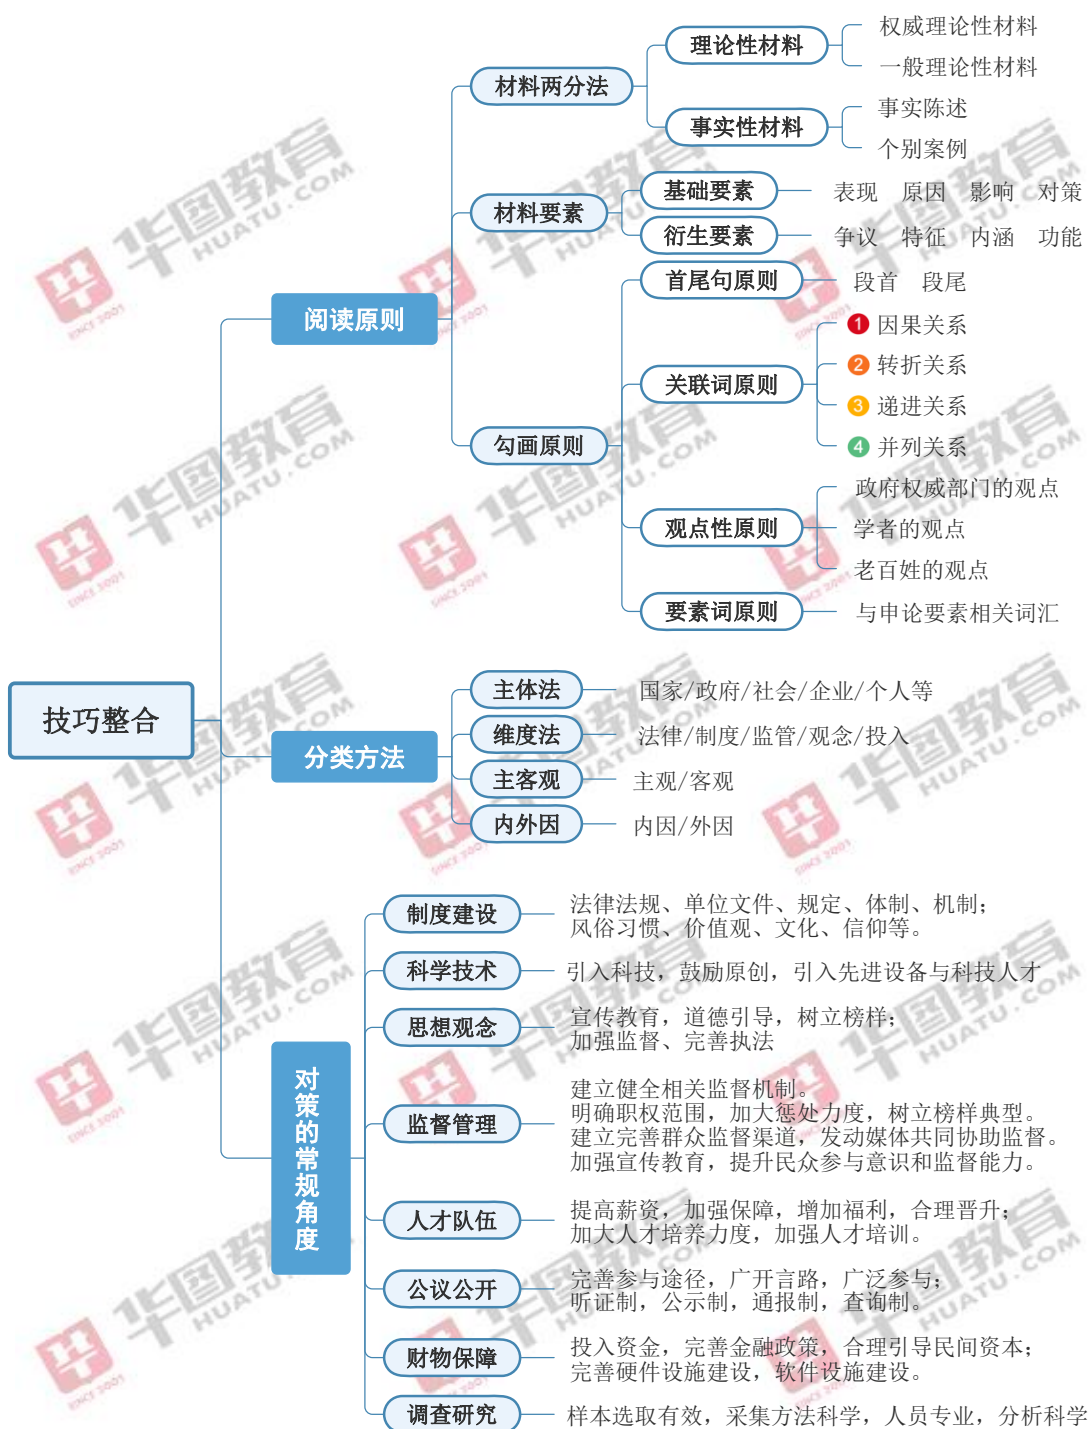 技巧整合
阅读原则
材料两分法
理论性材料
权威理论性材料
一般理论性材料
事实性材料
事实陈述
个别案例
材料要素
基础要素
表现 原因 影响 对策
衍生要素
争议 特征 内涵 功能
勾画原则
首尾句原则
段首 段尾
关联词原则
1 因果关系
2 转折关系
3 递进关系
4 并列关系
观点性原则
政府权威部门的观点
学者的观点
老百姓的观点
要素词原则
与申论要素相关词汇
分类方法
主体法
国家/政府/社会/企业/个人等
维度法
法律/制度/监管/观念/投入
主客观
主观/客观
内外因
内因/外因
对策的常规角度
制度建设
法律法规、单位文件、规定、体制、机制；
风俗习惯、价值观、文化、信仰等。
科学技术
引入科技，鼓励原创，引入先进设备与科技人才
思想观念
宣传教育，道德引导，树立榜样；
加强监督、完善执法
监督管理
建立健全相关监督机制。
明确职权范围，加大惩处力度，树立榜样典型。
建立完善群众监督渠道，发动媒体共同协助监督。
加强宣传教育，提升民众参与意识和监督能力。
人才队伍
提高薪资，加强保障，增加福利，合理晋升；
加大人才培养力度，加强人才培训。
公议公开
完善参与途径，广开言路，广泛参与；
听证制，公示制，通报制，查询制。
财物保障
投入资金，完善金融政策，合理引导民间资本；
完善硬件设施建设，软件设施建设。
调查研究
样本选取有效，采集方法科学，人员专业，分析科学
华图教育
HUATU.COM
SINCE 2001